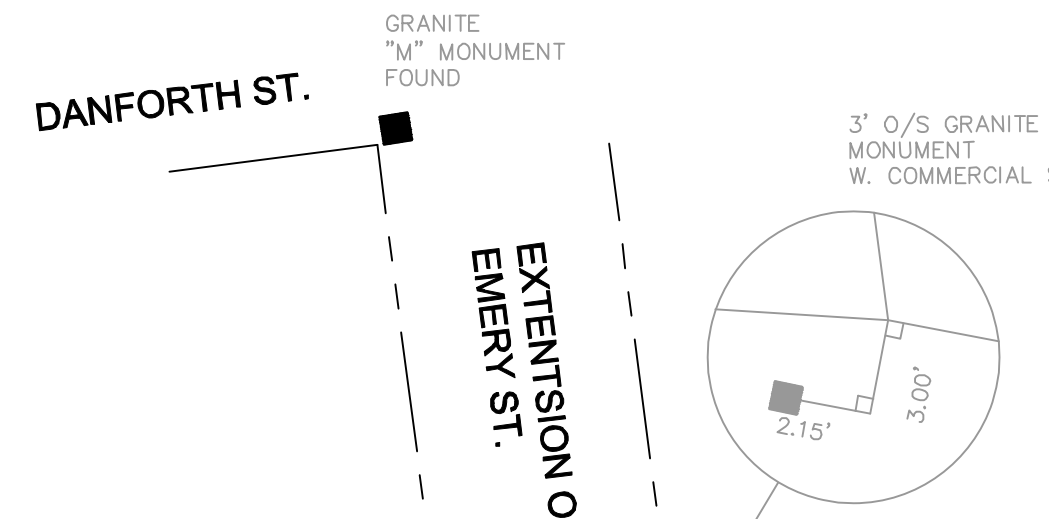 GRANITE
"M" MONUMENT
FOUND
DANFORTH ST.
3' O/S GRANITE
MONUMENT
W. COMMERCIAL
EXTENTSION O
EMERY ST.
3.00'
2.15'